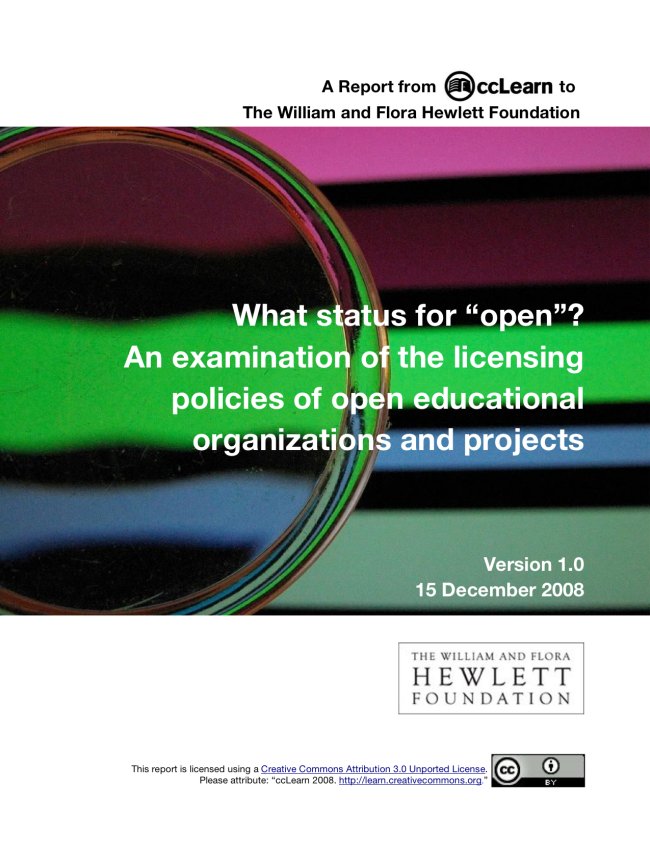 A Report from ccLearn to
The William and Flora Hewlett Foundation
What status for “open”?
An examination of the licensing
policies of open educational
organizations and projects
Version 1.0
15 December 2008
THE WILLIAM AND FLORA
HEWLETT
FOUNDATION
This report is licensed using a Creative Commons Attribution 3.0 Unported License.
Please attribute: “ccLearn 2008. http://learn.creativecommons.org.”
cc
BY